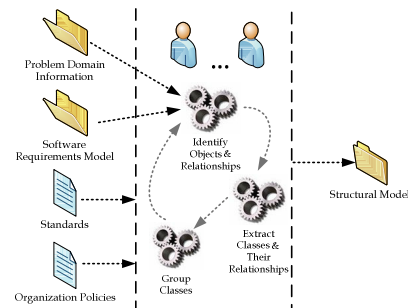 Problem Domain
Information
Software
Requirements Model
Standards
Organization Policies
...
Identify
Objects &
Relationships
Extract
Classes &
Their
Relationships
Group
Classes
Structural Model